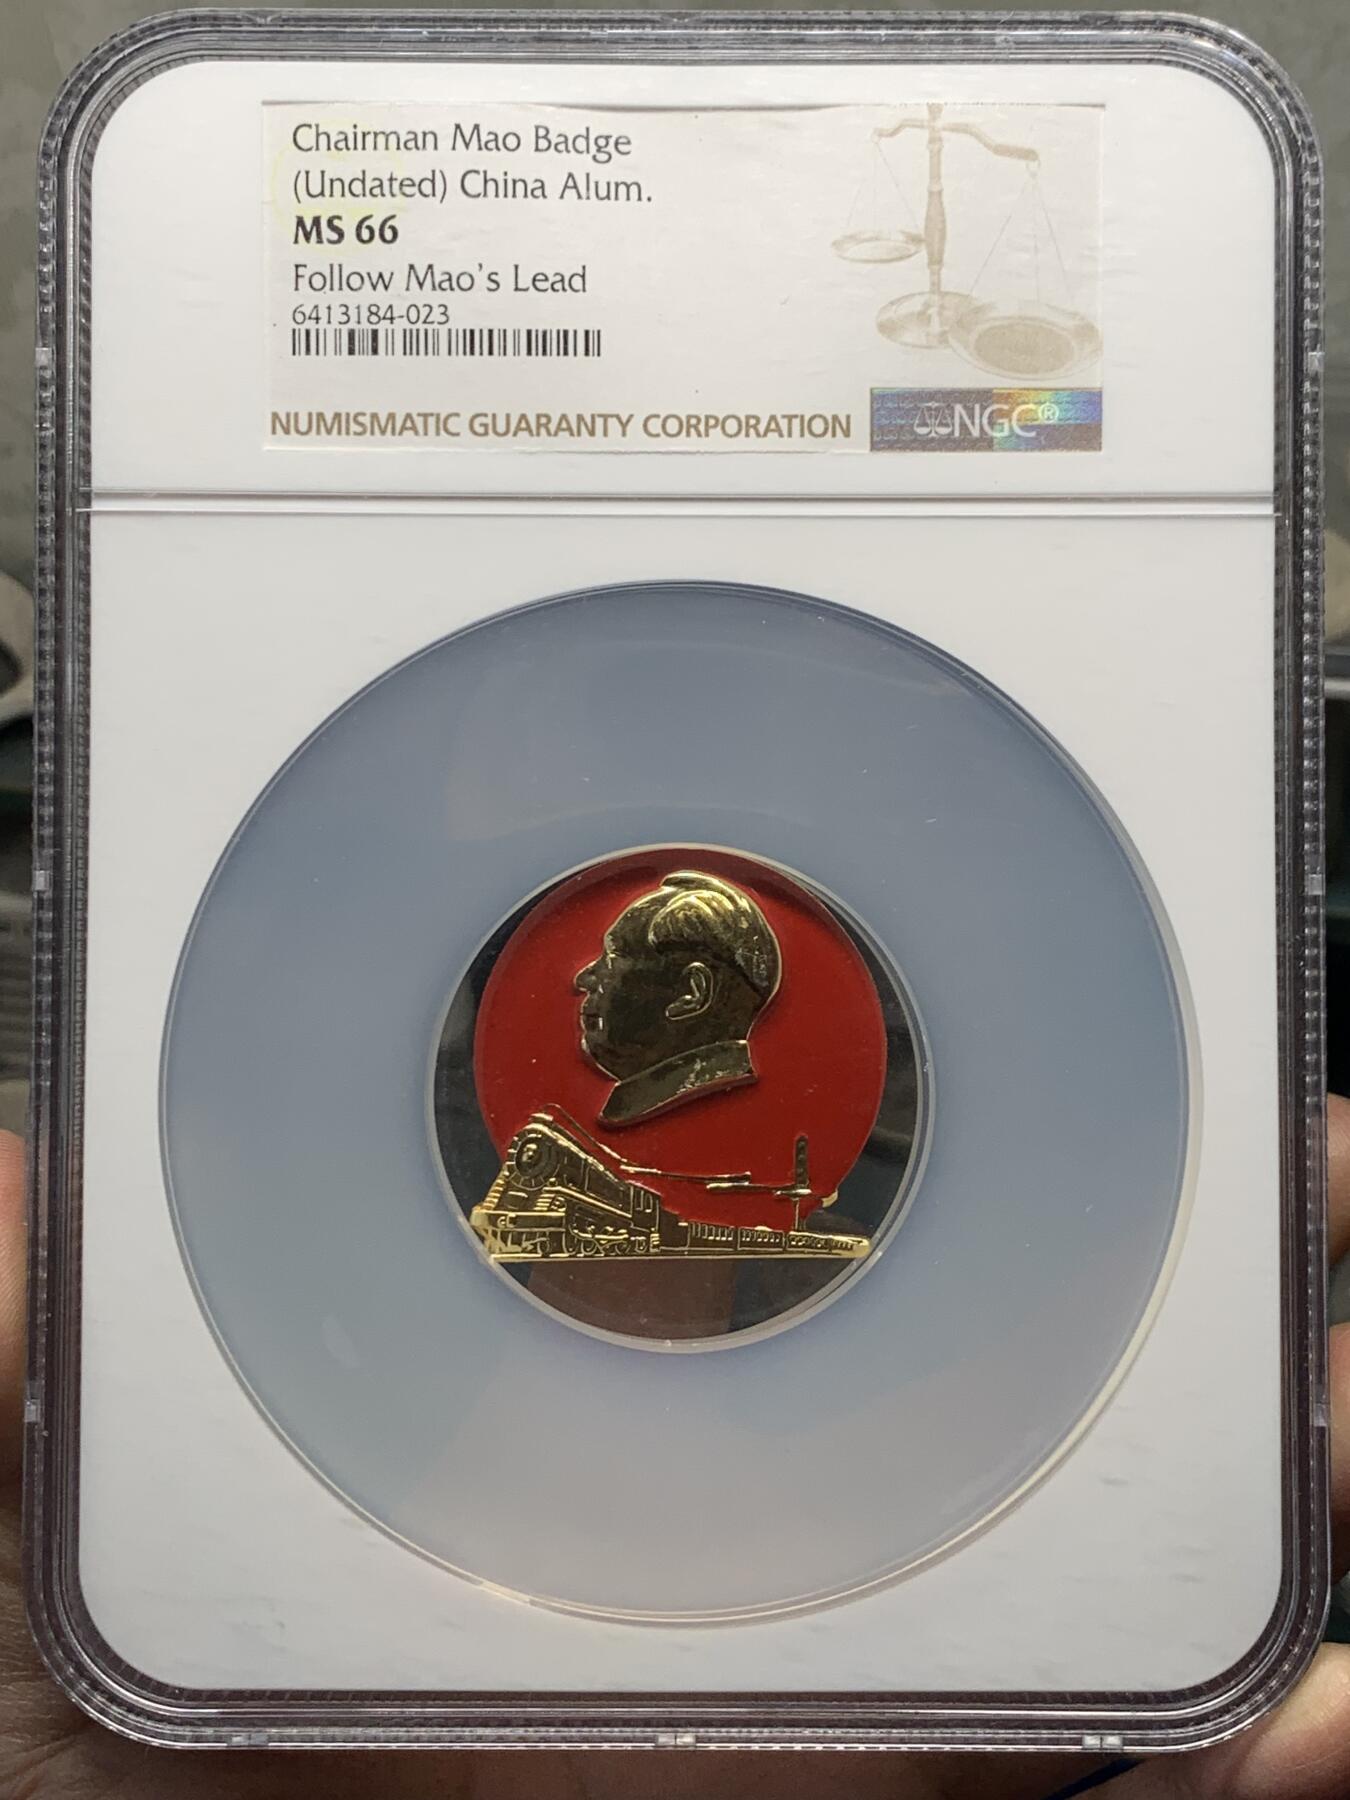 Chairman Mao Badge
(Undated) China Alum.
MS 66
Follow Mao's Lead
6413184-023
NUMISMATIC GUARANTY CORPORATION
NGC®